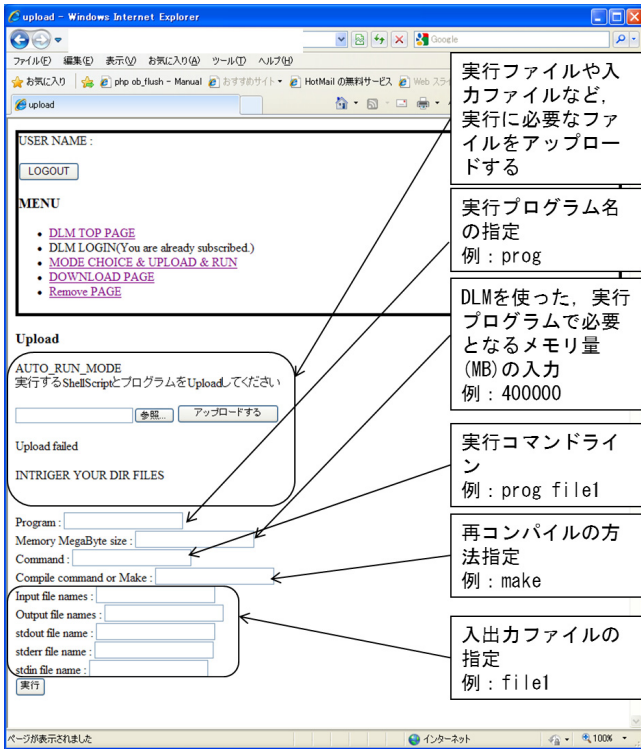 upload - Windows Internet Explorer
Google
ファイル(F) 編集(E) 表示(V) お気に入り(A) ツール(T) ヘルプ(H)
お気に入り php ob_flush - Manual おすすめサイト HotMail の無料サービス Web スライ
upload
USER NAME :
LOGOUT
MENU
DLM TOP PAGE
DLM LOGIN(You are already subscribed.)
MODE CHOICE & UPLOAD & RUN
DOWNLOAD PAGE
Remove PAGE
Upload
AUTO_RUN_MODE
実行するShellScriptとプログラムをUploadしてください
参照... アップロードする
Upload failed
INTRIGER YOUR DIR FILES
Program :
Memory MegaByte size :
Command :
Compile command or Make :
Input file names :
Output file names :
stdout file name :
stderr file name :
stdin file name :
実行
実行ファイルや入
力ファイルなど,
実行に必要なファ
イルをアップロー
ドする
実行プログラム名
の指定
例：prog
DLMを使った, 実行
プログラムで必要
となるメモリ量
(MB)の入力
例：400000
実行コマンドライ
ン
例：prog file1
再コンパイルの方
法指定
例：make
入出力ファイルの
指定
例：file1
ページが表示されました インターネット 100%